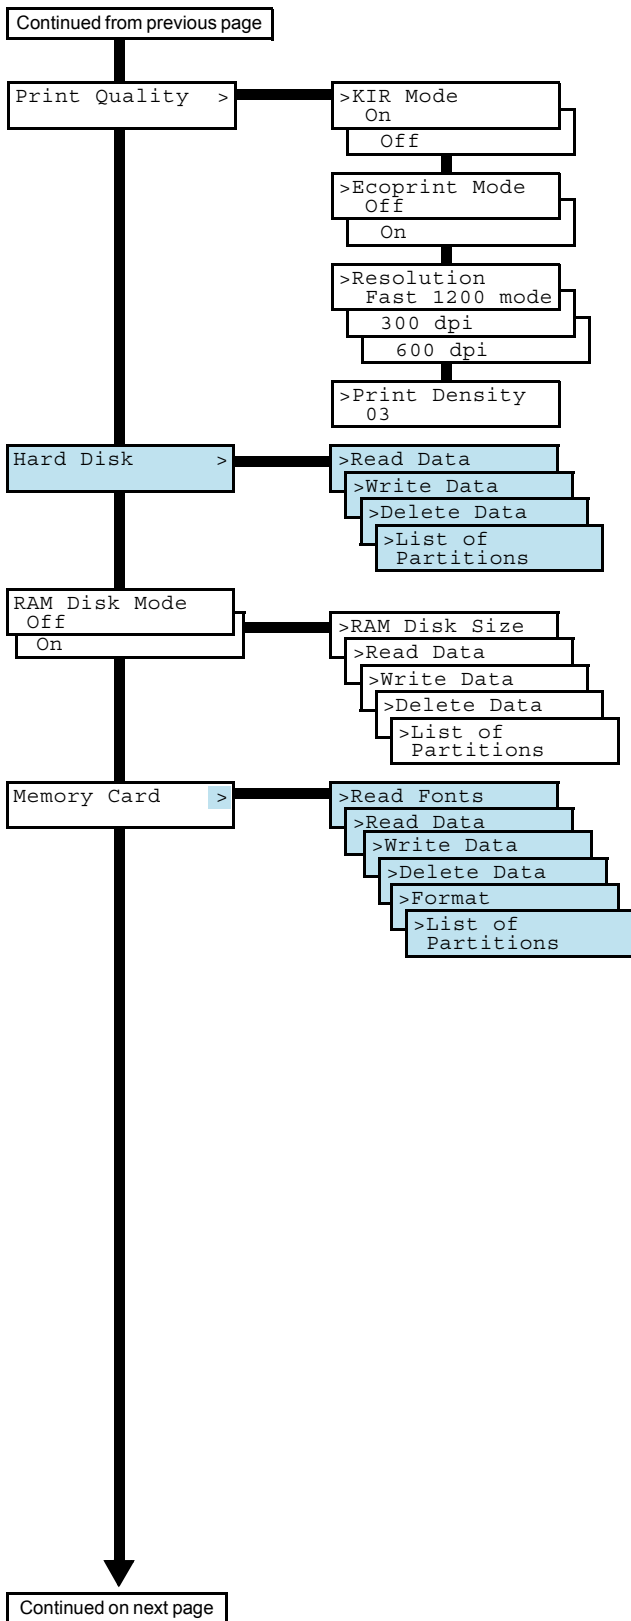 Continued from previous page
Print Quality >
>KIR Mode
On
Off
>Ecoprint Mode
Off
On
>Resolution
Fast 1200 mode
300 dpi
600 dpi
>Print Density
03
Hard Disk >
>Read Data
>Write Data
>Delete Data
>List of
Partitions
RAM Disk Mode
Off
On
>RAM Disk Size
>Read Data
>Write Data
>Delete Data
>List of
Partitions
Memory Card >
>Read Fonts
>Read Data
>Write Data
>Delete Data
>Format
>List of
Partitions
Continued on next page